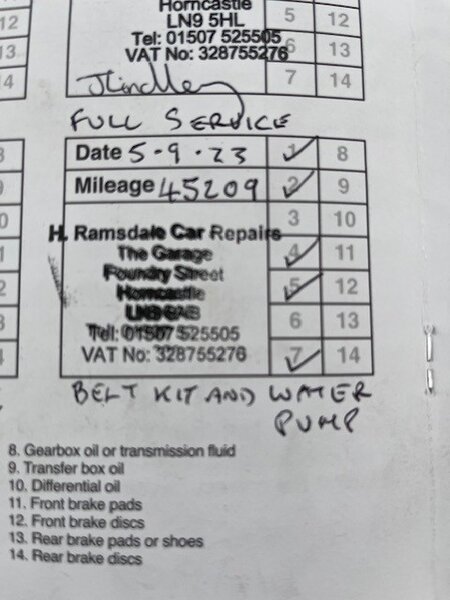 Horncastle
LN9 5HL
Tel: 01507 525505
VAT No: 328755276
5 12
6 13
7 14
12
13
14
JLindley
FULL SERVICE
Date 5-9-23 1 ✓ 8
Mileage 45209 2 ✓ 9
3 10
H. Ramsdale Car Repairs
The Garage 4 ✓ 11
Foundry Street
Horncastle 5 ✓ 12
6 13
Tel: 01507 525505
VAT No: 328755276 7 ✓ 14
BELT KIT AND WATER
PUMP
8. Gearbox oil or transmission fluid
9. Transfer box oil
10. Differential oil
11. Front brake pads
12. Front brake discs
13. Rear brake pads or shoes
14. Rear brake discs